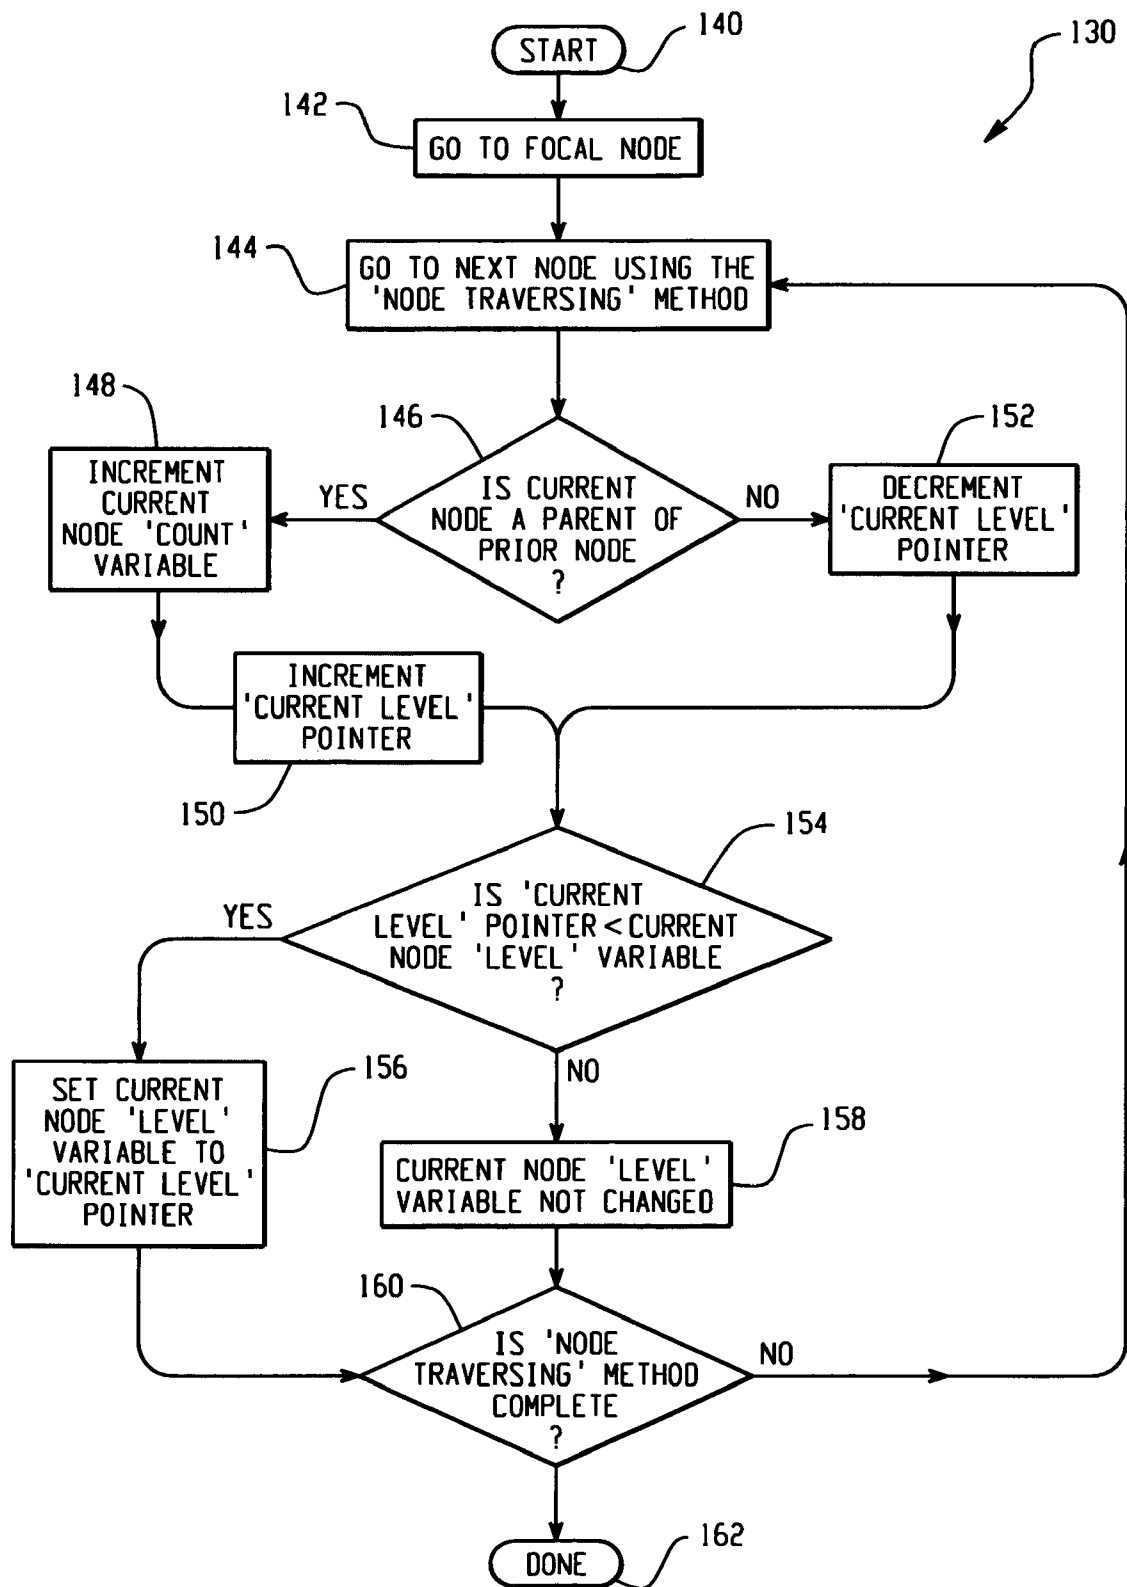 START
140
130
142
GO TO FOCAL NODE
144
GO TO NEXT NODE USING THE
'NODE TRAVERSING' METHOD
148
146
152
INCREMENT
CURRENT
NODE 'COUNT'
VARIABLE
YES
IS CURRENT
NODE A PARENT OF
PRIOR NODE
?
NO
DECREMENT
'CURRENT LEVEL'
POINTER
INCREMENT
'CURRENT LEVEL'
POINTER
150
154
YES
IS 'CURRENT
LEVEL' POINTER < CURRENT
NODE 'LEVEL' VARIABLE
?
NO
156
SET CURRENT
NODE 'LEVEL'
VARIABLE TO
'CURRENT LEVEL'
POINTER
158
CURRENT NODE 'LEVEL'
VARIABLE NOT CHANGED
160
IS 'NODE
TRAVERSING' METHOD
COMPLETE
?
NO
DONE
162